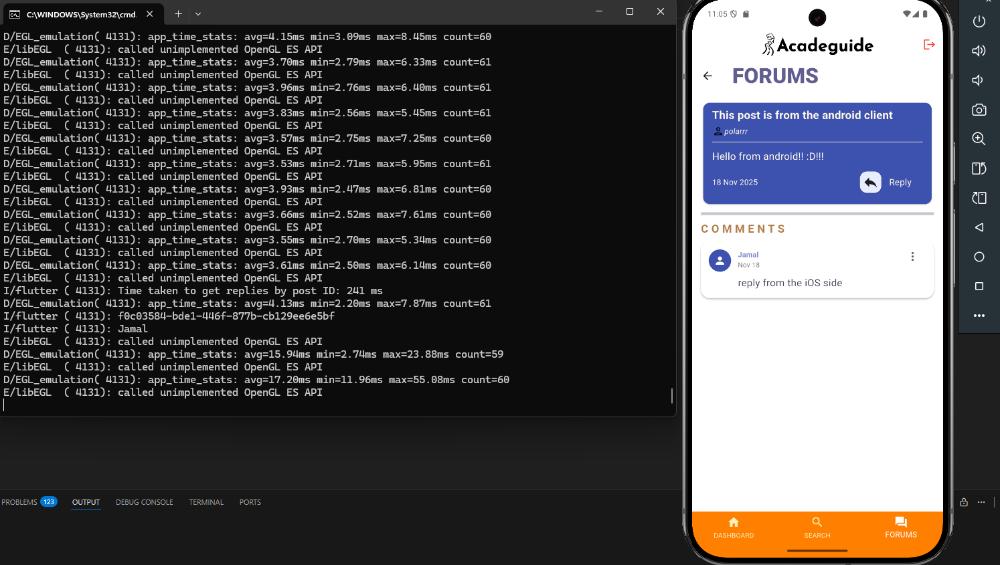 C:\WINDOWS\System32\cmd.
D/EGL_emulation( 4131): app_time_stats: avg=4.15ms min=3.09ms max=8.45ms count=60
E/libEGL  ( 4131): called unimplemented OpenGL ES API
D/EGL_emulation( 4131): app_time_stats: avg=3.70ms min=2.79ms max=6.33ms count=61
E/libEGL  ( 4131): called unimplemented OpenGL ES API
D/EGL_emulation( 4131): app_time_stats: avg=3.96ms min=2.76ms max=6.40ms count=61
E/libEGL  ( 4131): called unimplemented OpenGL ES API
D/EGL_emulation( 4131): app_time_stats: avg=3.83ms min=2.56ms max=5.45ms count=61
E/libEGL  ( 4131): called unimplemented OpenGL ES API
D/EGL_emulation( 4131): app_time_stats: avg=3.57ms min=2.75ms max=7.25ms count=60
E/libEGL  ( 4131): called unimplemented OpenGL ES API
D/EGL_emulation( 4131): app_time_stats: avg=3.53ms min=2.71ms max=5.95ms count=61
E/libEGL  ( 4131): called unimplemented OpenGL ES API
D/EGL_emulation( 4131): app_time_stats: avg=3.93ms min=2.47ms max=6.81ms count=60
E/libEGL  ( 4131): called unimplemented OpenGL ES API
D/EGL_emulation( 4131): app_time_stats: avg=3.66ms min=2.52ms max=7.61ms count=60
E/libEGL  ( 4131): called unimplemented OpenGL ES API
D/EGL_emulation( 4131): app_time_stats: avg=3.55ms min=2.70ms max=5.34ms count=60
E/libEGL  ( 4131): called unimplemented OpenGL ES API
D/EGL_emulation( 4131): app_time_stats: avg=3.61ms min=2.50ms max=6.14ms count=60
E/libEGL  ( 4131): called unimplemented OpenGL ES API
I/flutter ( 4131): Time taken to get replies by post ID: 241 ms
D/EGL_emulation( 4131): app_time_stats: avg=4.13ms min=2.20ms max=7.87ms count=61
I/flutter ( 4131): f0c03584-bde1-446f-877b-cb129ee6e5bf
I/flutter ( 4131): Jamal
E/libEGL  ( 4131): called unimplemented OpenGL ES API
D/EGL_emulation( 4131): app_time_stats: avg=15.94ms min=2.74ms max=23.88ms count=59
E/libEGL  ( 4131): called unimplemented OpenGL ES API
D/EGL_emulation( 4131): app_time_stats: avg=17.20ms min=11.96ms max=55.08ms count=60
E/libEGL  ( 4131): called unimplemented OpenGL ES API
PROBLEMS 123 OUTPUT DEBUG CONSOLE TERMINAL PORTS
11:05
Acadeguide
FORUMS
This post is from the android client
polarrr
Hello from android!! :D!!!
18 Nov 2025 Reply
COMMENTS
Jamal
Nov 18
reply from the iOS side
DASHBOARD SEARCH FORUMS